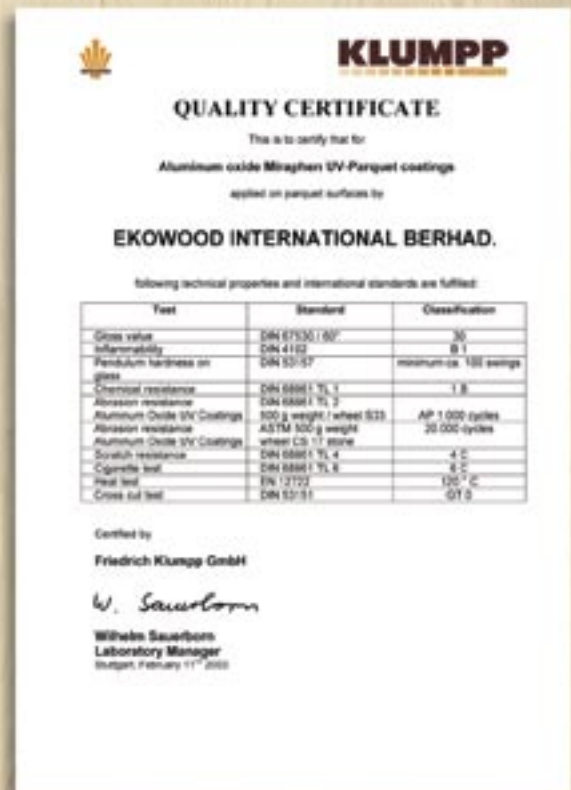 KLUMPP
QUALITY CERTIFICATE
This is to certify that for
Aluminum oxide Miraphen UV-Parquet coatings
applied on parquet surfaces by
EKOWOOD INTERNATIONAL BERHAD.
following technical properties and international standards are fulfilled:
Test Standard Classification
Gloss value DIN 67530 / 60° 30
Inflammability DIN 4102 B 1
Pendulum hardness on DIN 53157 minimum ca. 100 swings
glass
Chemical resistance DIN 68861 TL 1 1 B
Abrasion resistance DIN 68861 TL 2
Aluminum Oxide UV Coatings 500 g weight / wheel S33 AP 1.000 cycles
Abrasion resistance ASTM 500 g weight 20.000 cycles
Aluminum Oxide UV Coatings wheel CS 17 stone
Scratch resistance DIN 68861 TL 4 4 C
Cigarette test DIN 68861 TL 6 6 C
Heat test EN 12722 120 ° C
Cross cut test DIN 53151 GT 0
Certified by
Friedrich Klumpp GmbH
W. Sauerborn
Wilhelm Sauerborn
Laboratory Manager
Stuttgart, February 11th